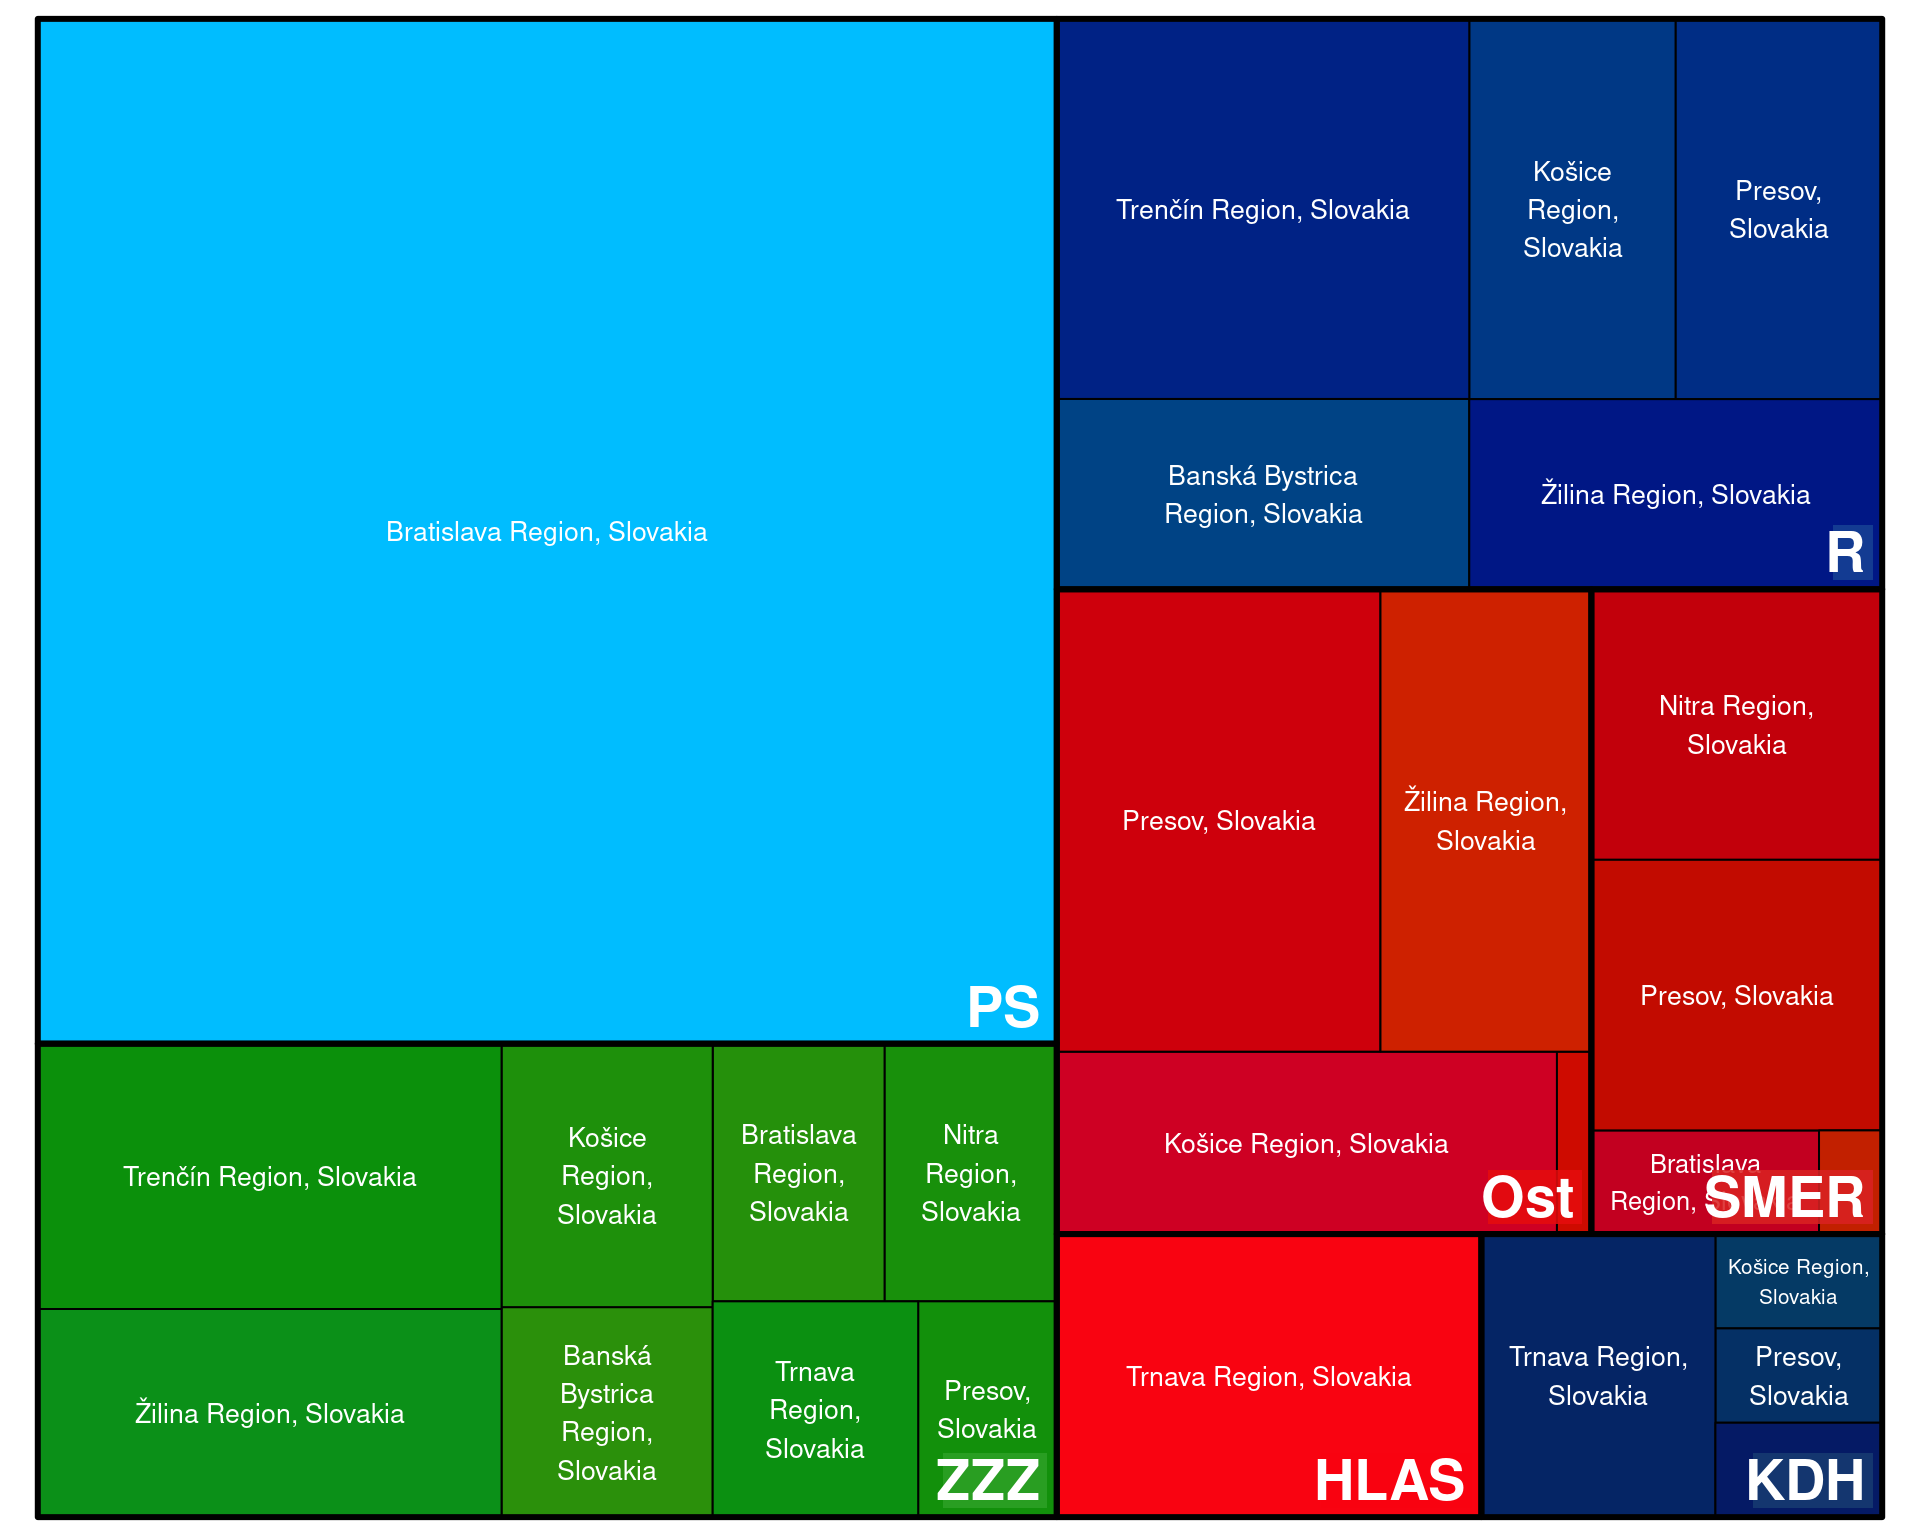 Bratislava Region, Slovakia
PS
Trenčín Region, Slovakia
Košice
Region,
Slovakia
Presov,
Slovakia
Banská Bystrica
Region, Slovakia
Žilina Region, Slovakia
R
Presov, Slovakia
Žilina Region,
Slovakia
Košice Region, Slovakia
Ost
Nitra Region,
Slovakia
Presov, Slovakia
Bratislava
Region,
SMER
Trenčín Region, Slovakia
Košice
Region,
Slovakia
Bratislava
Region,
Slovakia
Nitra
Region,
Slovakia
Žilina Region, Slovakia
Banská
Bystrica
Region,
Slovakia
Trnava
Region,
Slovakia
Presov,
Slovakia
ZZZ
Trnava Region, Slovakia
HLAS
Trnava Region,
Slovakia
Košice Region,
Slovakia
Presov,
Slovakia
KDH